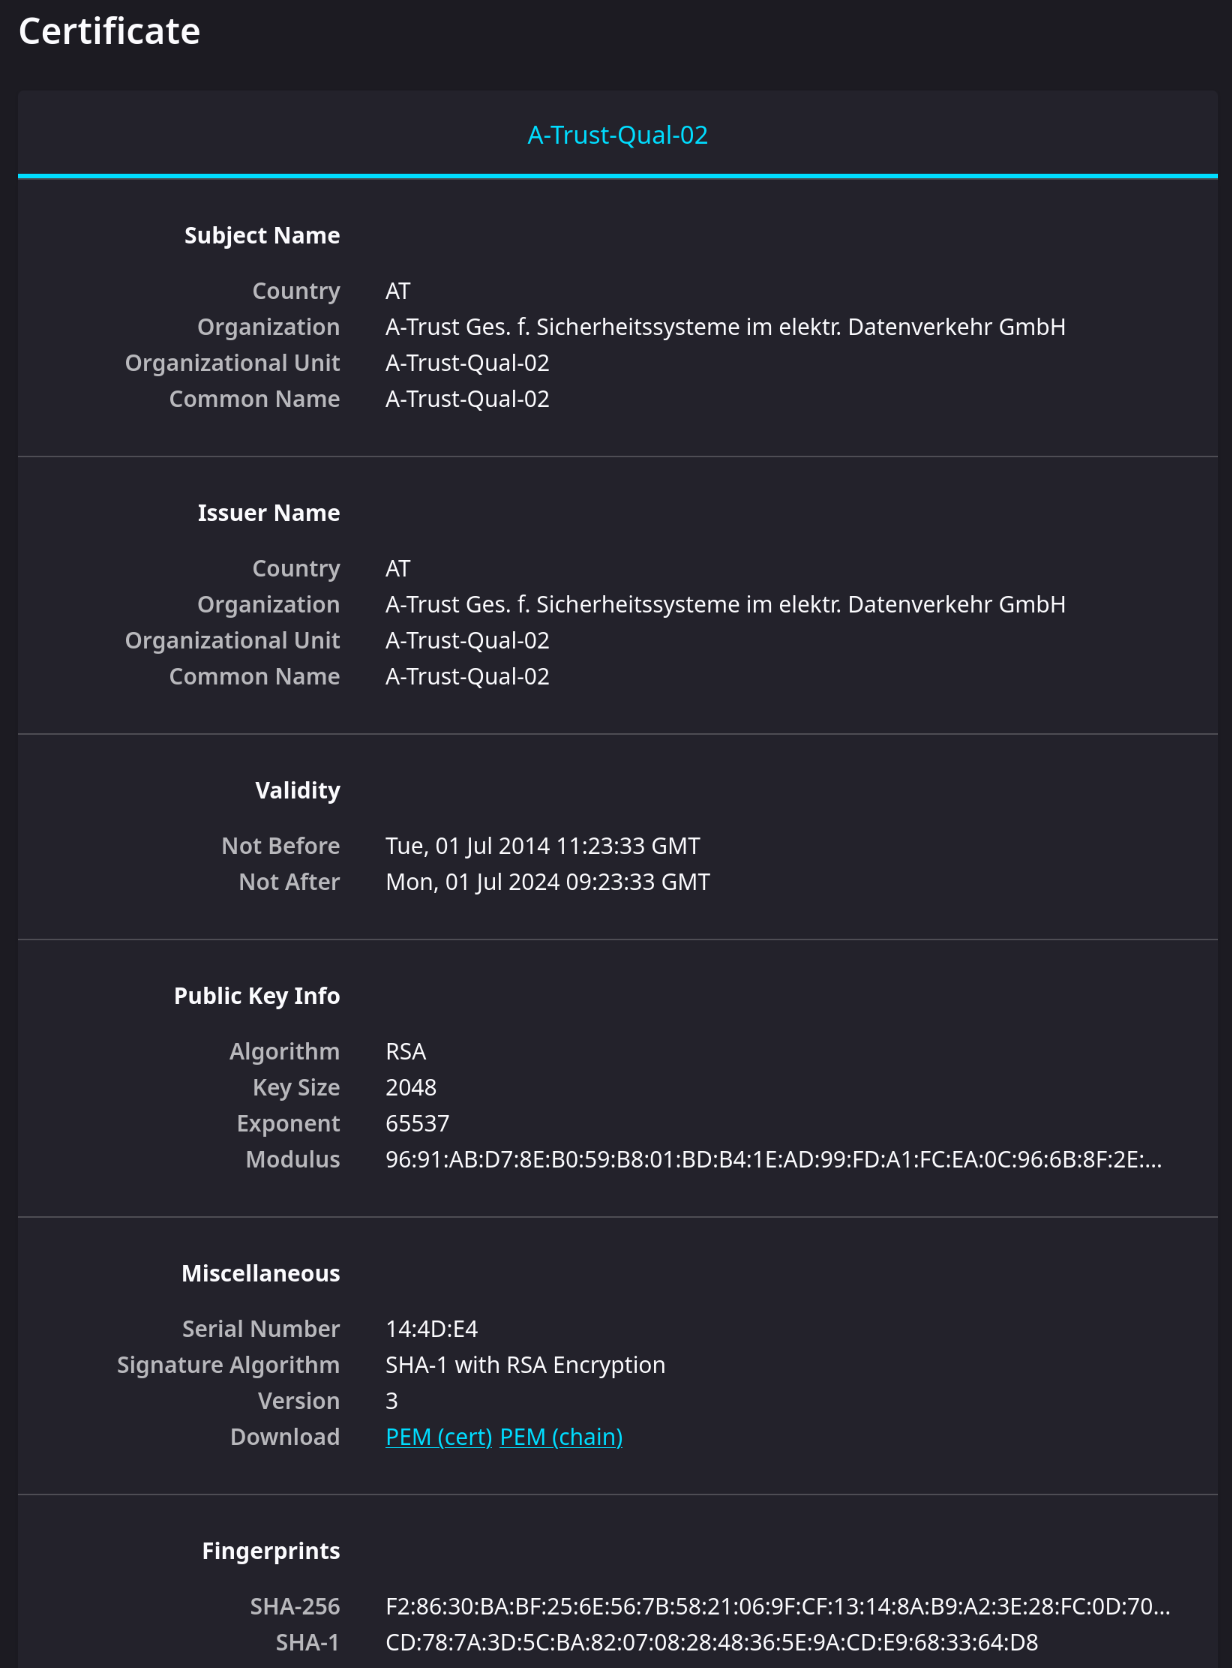 Certificate
A-Trust-Qual-02
Subject Name
Country AT
Organization A-Trust Ges. f. Sicherheitssysteme im elektr. Datenverkehr GmbH
Organizational Unit A-Trust-Qual-02
Common Name A-Trust-Qual-02
Issuer Name
Country AT
Organization A-Trust Ges. f. Sicherheitssysteme im elektr. Datenverkehr GmbH
Organizational Unit A-Trust-Qual-02
Common Name A-Trust-Qual-02
Validity
Not Before Tue, 01 Jul 2014 11:23:33 GMT
Not After Mon, 01 Jul 2024 09:23:33 GMT
Public Key Info
Algorithm RSA
Key Size 2048
Exponent 65537
Modulus 96:91:AB:D7:8E:B0:59:B8:01:BD:B4:1E:AD:99:FD:A1:FC:EA:0C:96:6B:8F:2E:...
Miscellaneous
Serial Number 14:4D:E4
Signature Algorithm SHA-1 with RSA Encryption
Version 3
Download PEM (cert) PEM (chain)
Fingerprints
SHA-256 F2:86:30:BA:BF:25:6E:56:7B:58:21:06:9F:CF:13:14:8A:B9:A2:3E:28:FC:0D:70...
SHA-1 CD:78:7A:3D:5C:BA:82:07:08:28:48:36:5E:9A:CD:E9:68:33:64:D8